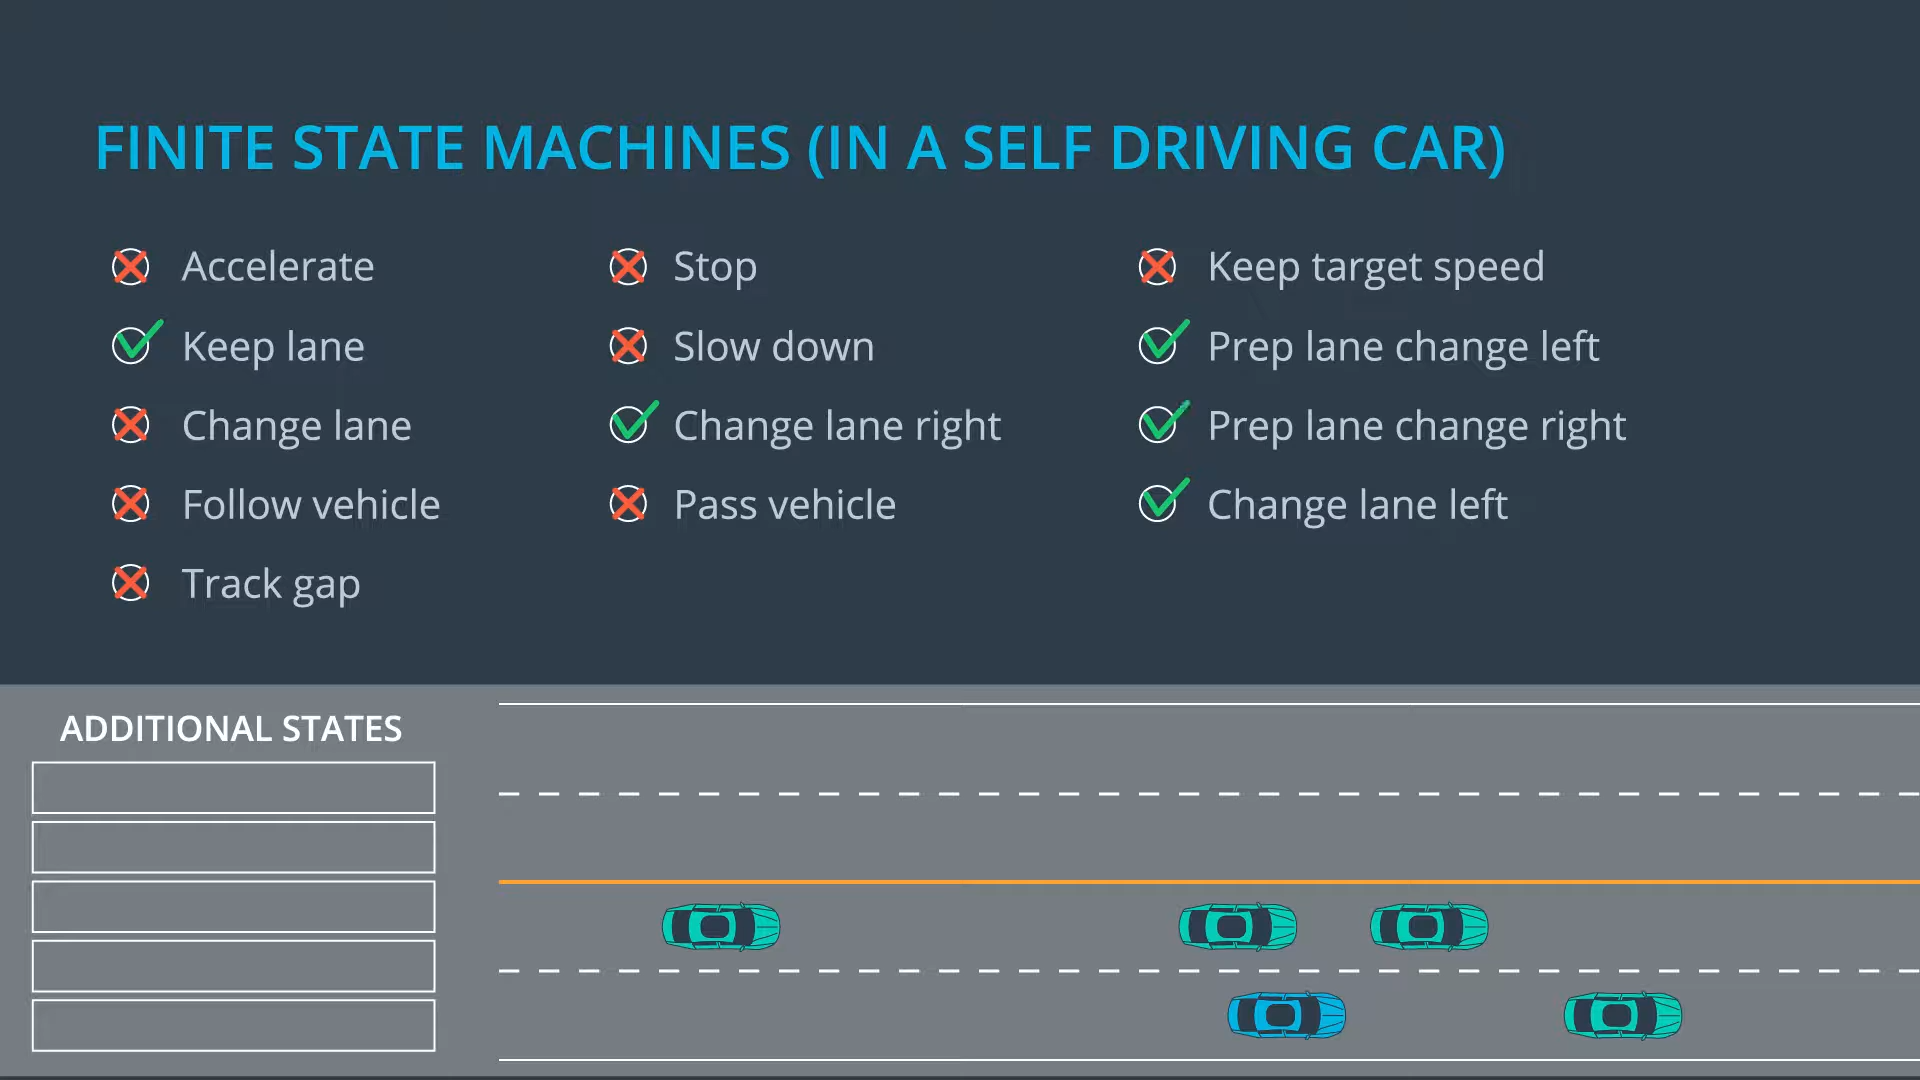 FINITE STATE MACHINES (IN A SELF DRIVING CAR)
Accelerate
Keep lane
Change lane
Follow vehicle
Track gap
Stop
Slow down
Change lane right
Pass vehicle
Keep target speed
Prep lane change left
Prep lane change right
Change lane left
ADDITIONAL STATES